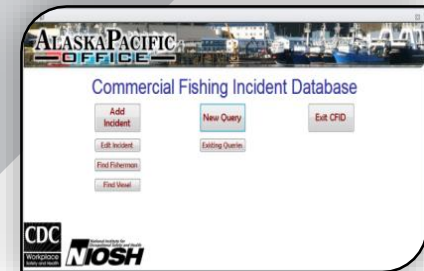 ALASKA PACIFIC
OFFICE
Commercial Fishing Incident Database
Add
Incident
New Query
Exit CFID
Edit Incident
Existing Queries
Find Fisherman
Find Vessel
CDC
Workplace
Safety and Health
National Institute for
Occupational Safety and Health
NIOSH